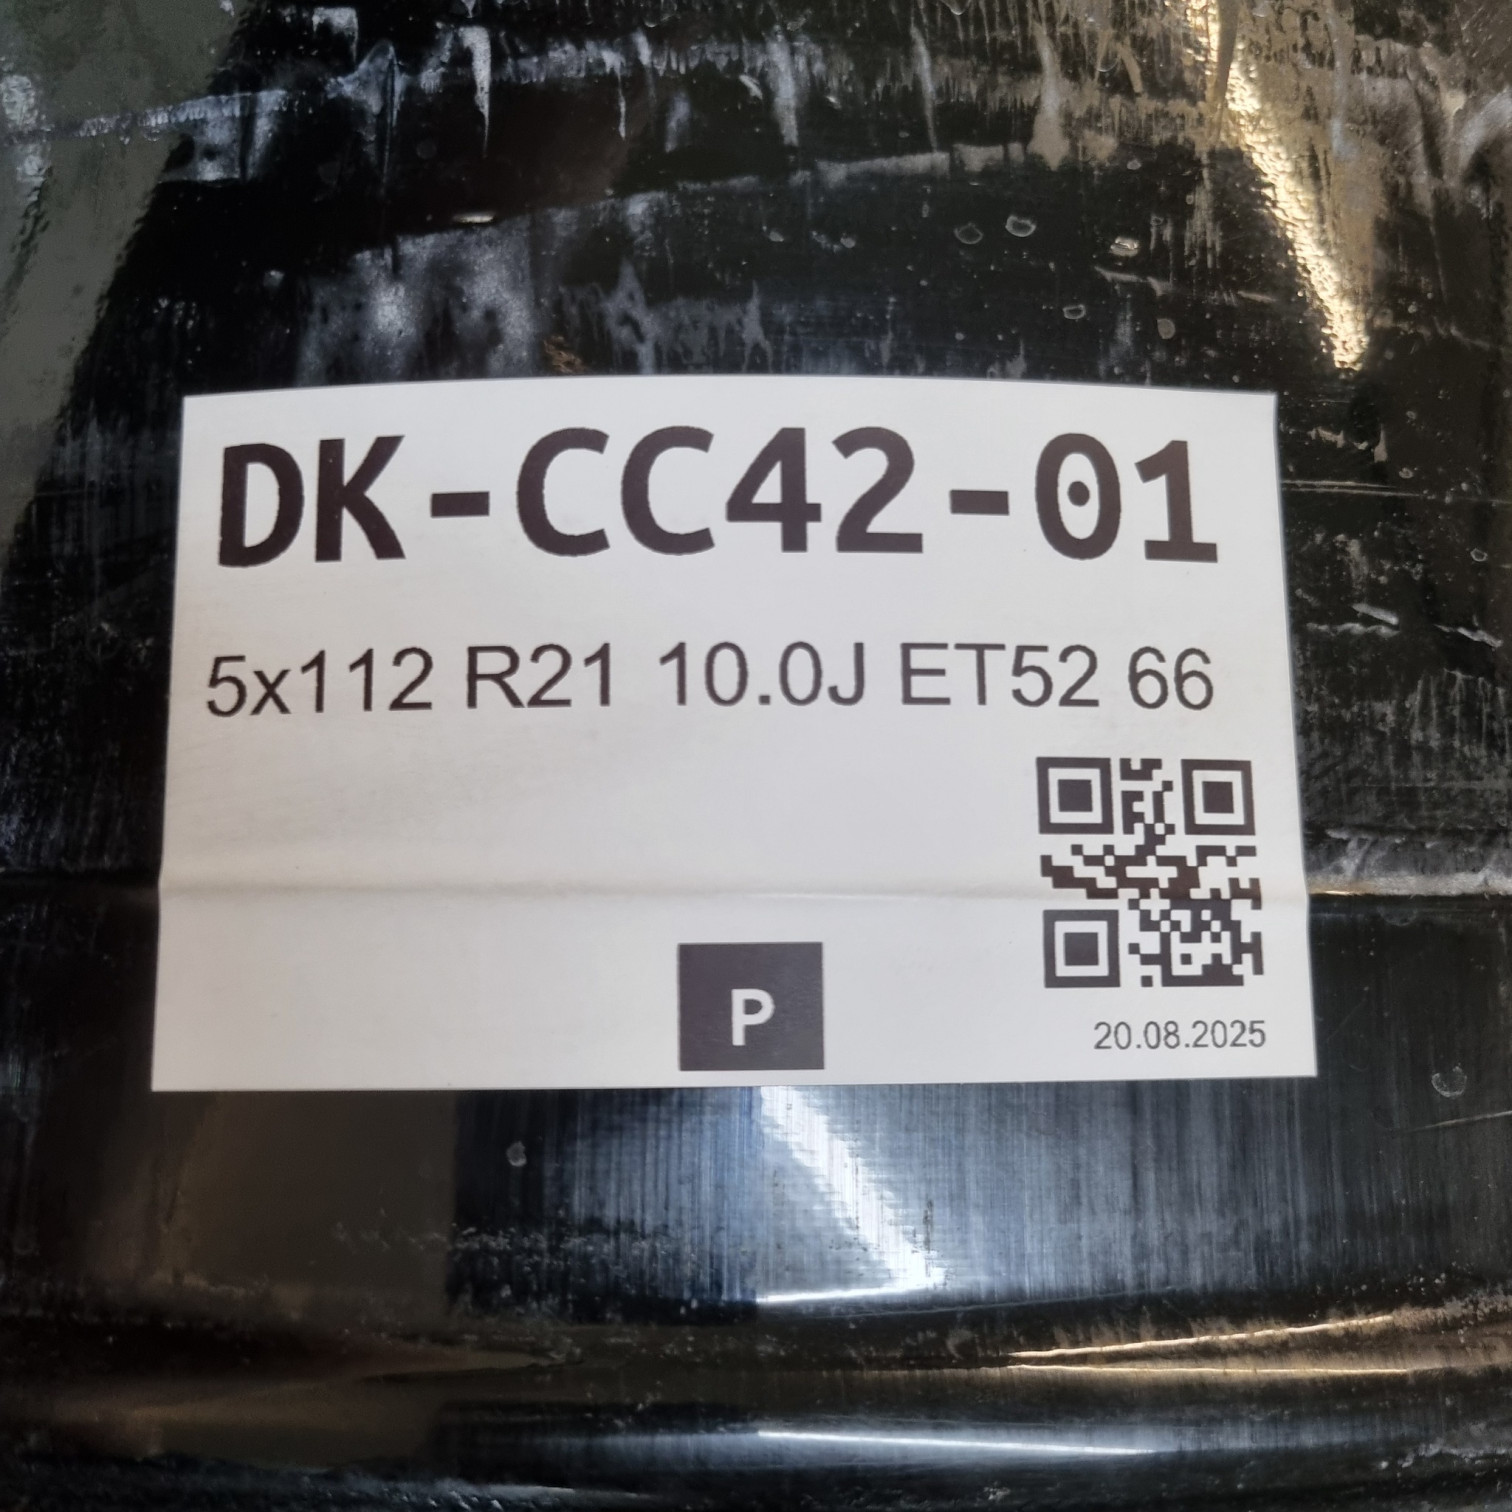 DK-CC42-01
5x112 R21 10.0J ET52 66
P
20.08.2025